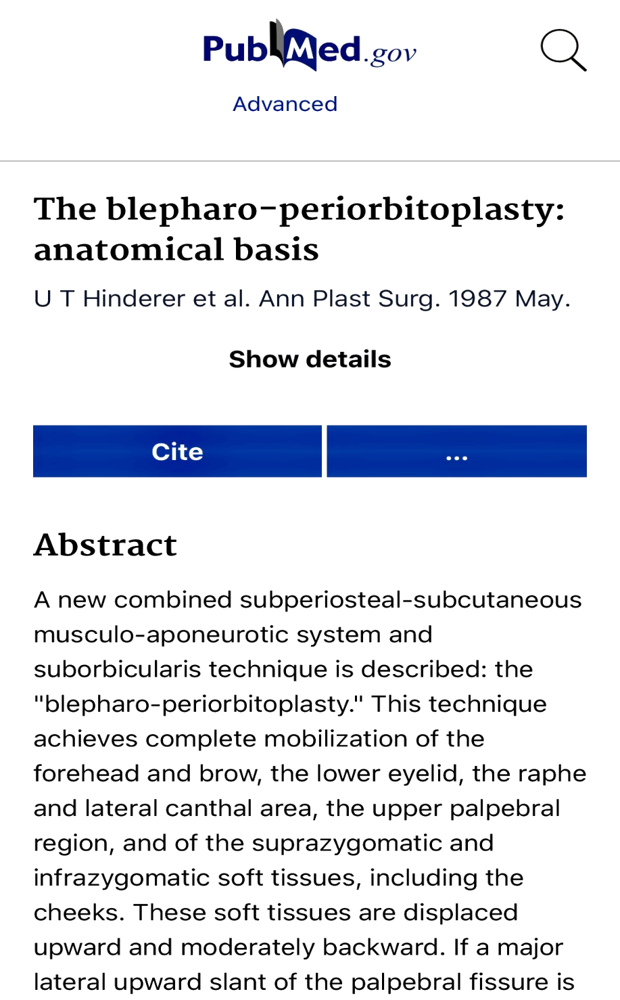 PubMed.gov
Advanced
The blepharo-periorbitoplasty:
anatomical basis
U T Hinderer et al. Ann Plast Surg. 1987 May.
Show details
Cite
...
Abstract
A new combined subperiosteal-subcutaneous
musculo-aponeurotic system and
suborbicularis technique is described: the
"blepharo-periorbitoplasty." This technique
achieves complete mobilization of the
forehead and brow, the lower eyelid, the raphe
and lateral canthal area, the upper palpebral
region, and of the suprazygomatic and
infrazygomatic soft tissues, including the
cheeks. These soft tissues are displaced
upward and moderately backward. If a major
lateral upward slant of the palpebral fissure is